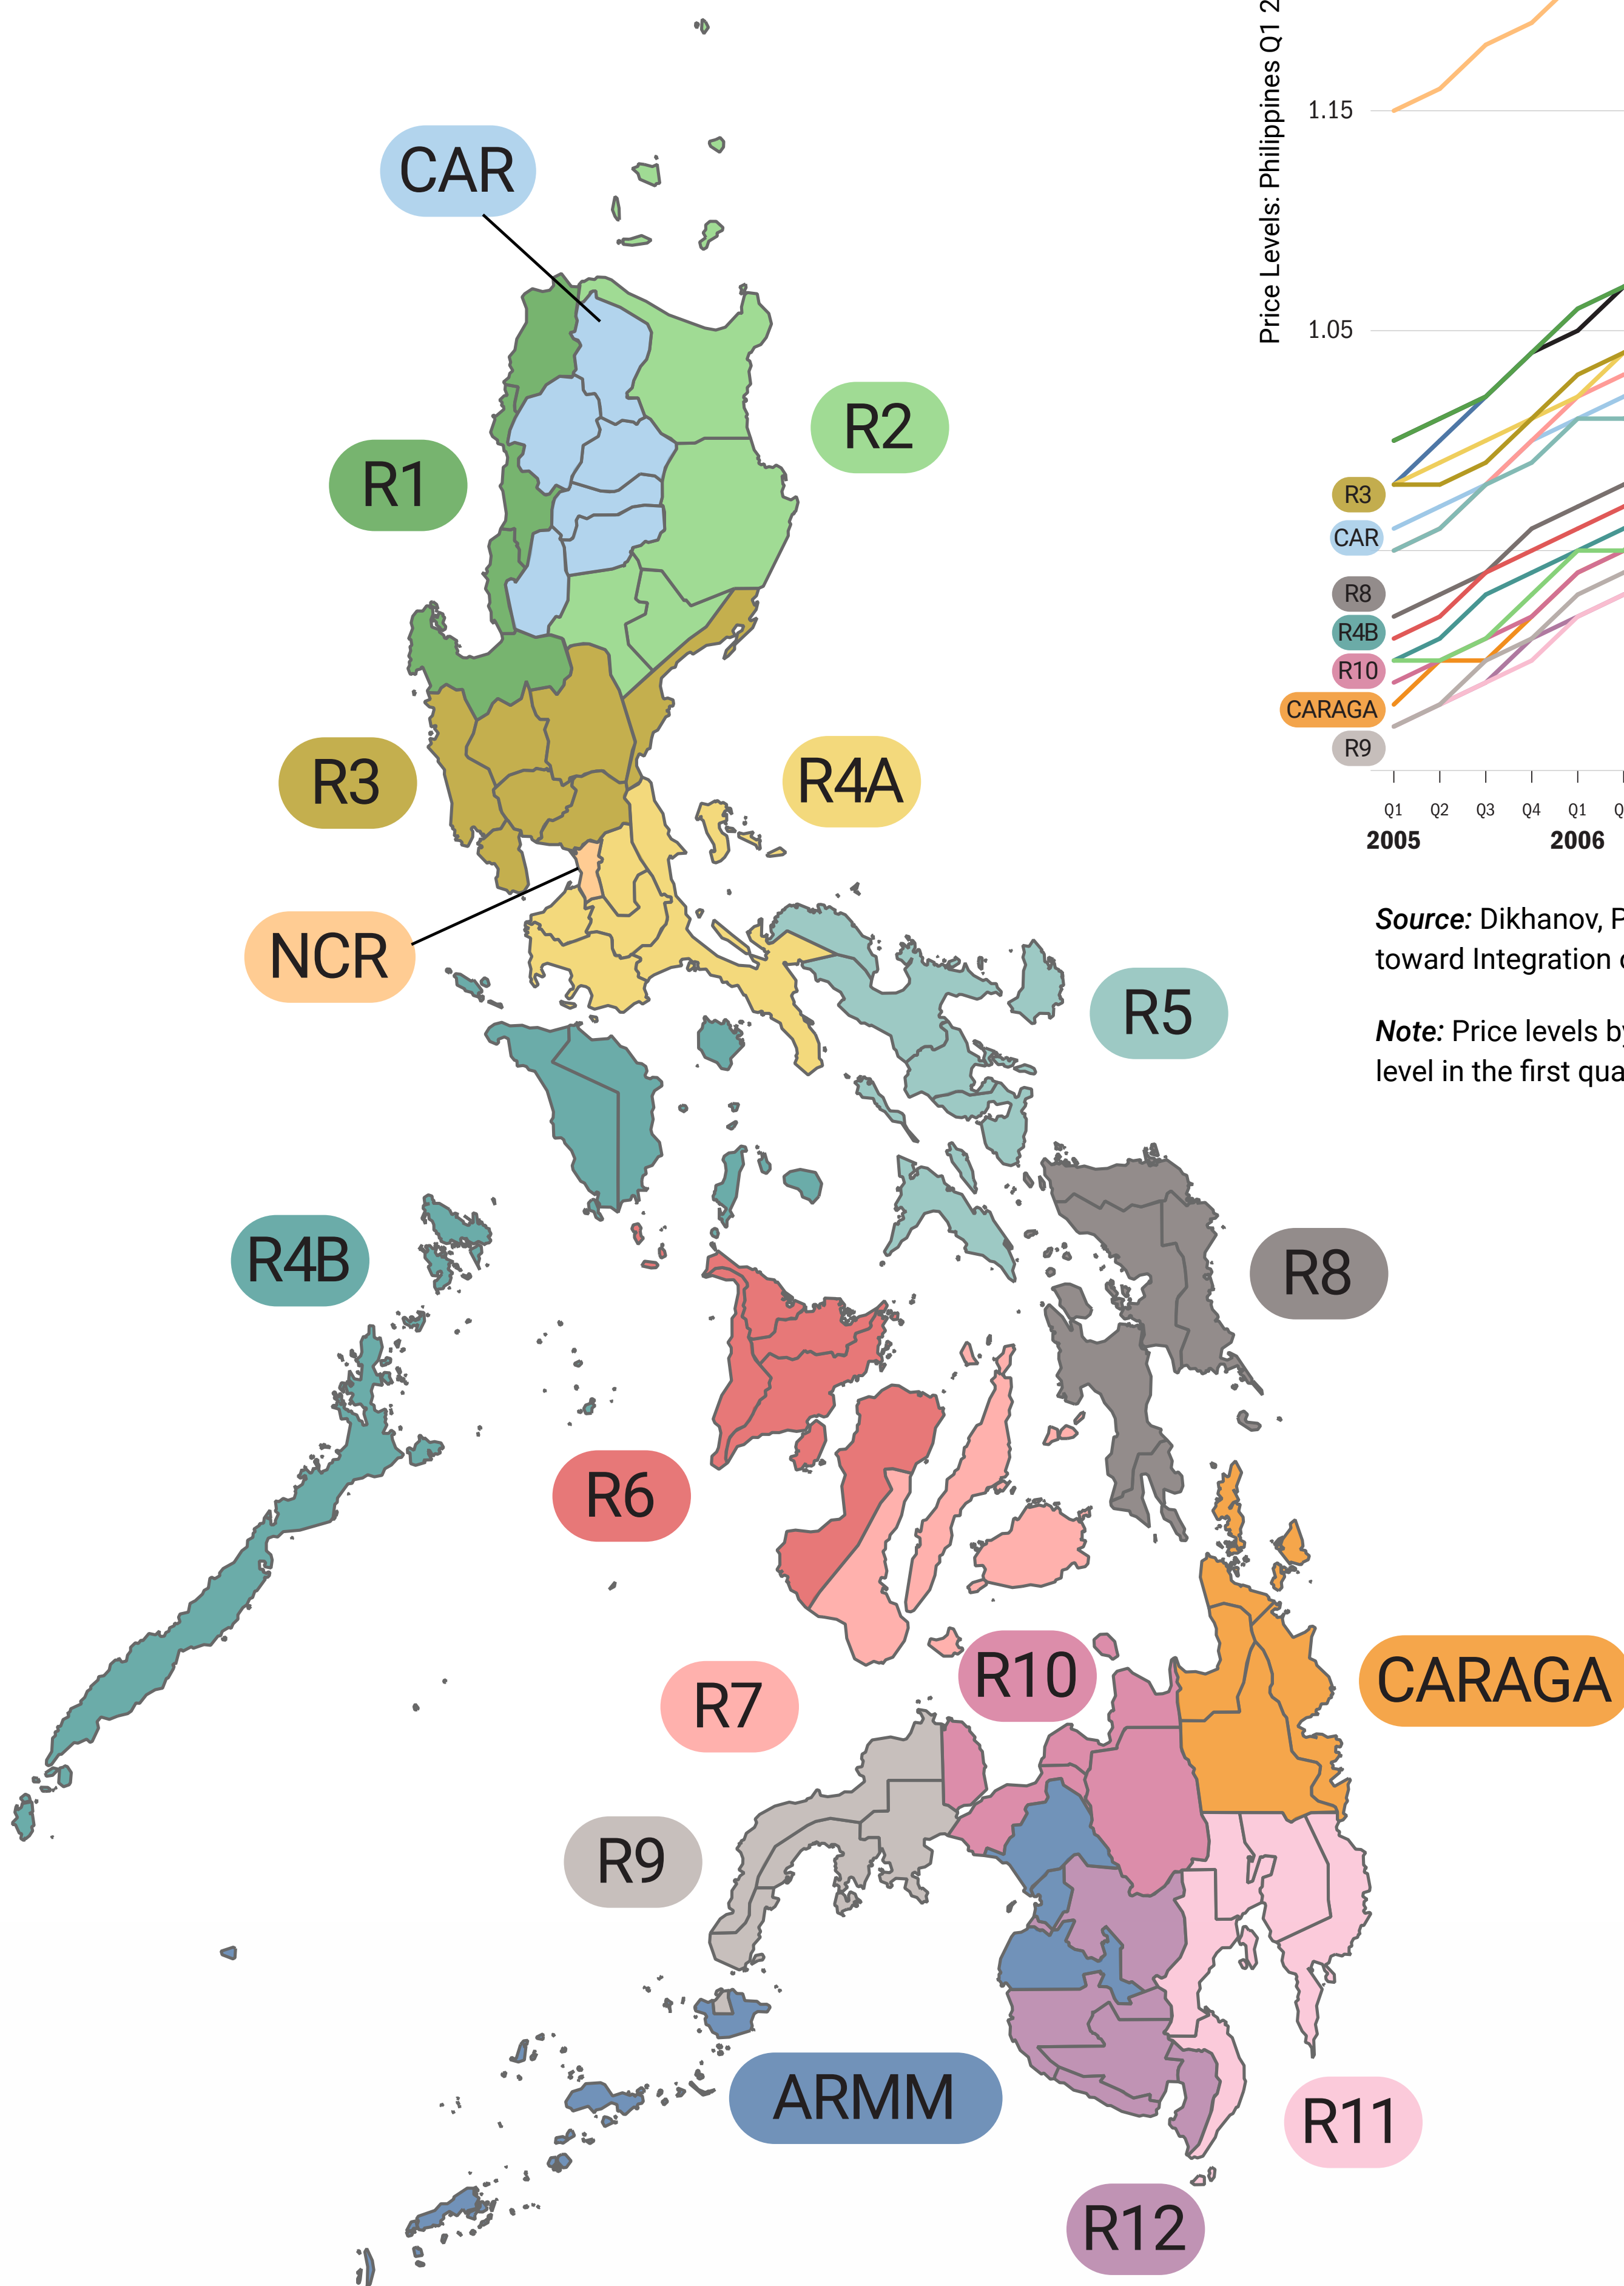 CAR
R1
R2
R3
R4A
NCR
R5
R4B
R8
R6
R7
R10
CARAGA
R9
ARMM
R11
R12
Price Levels: Philippines Q1 2
1.15
1.05
R3
CAR
R8
R4B
R10
CARAGA
R9
Q1 Q2 Q3 Q4 Q1
2005 2006
Source: Dikhanov, P
toward Integration
Note: Price levels
level in the first